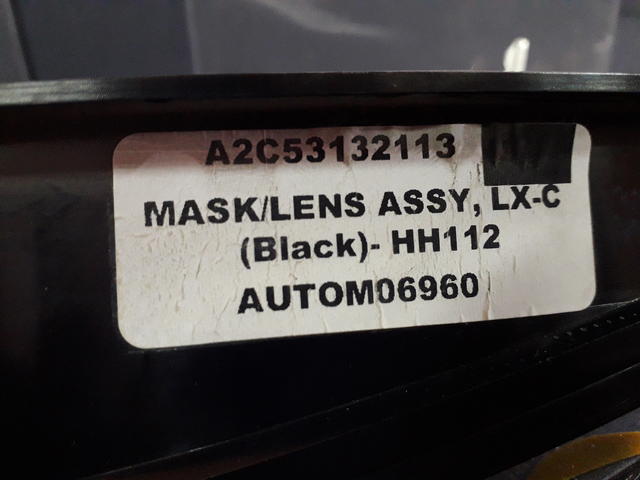 A2C53132113
MASK/LENS ASSY, LX-C
(Black)- HH112
AUTOM06960